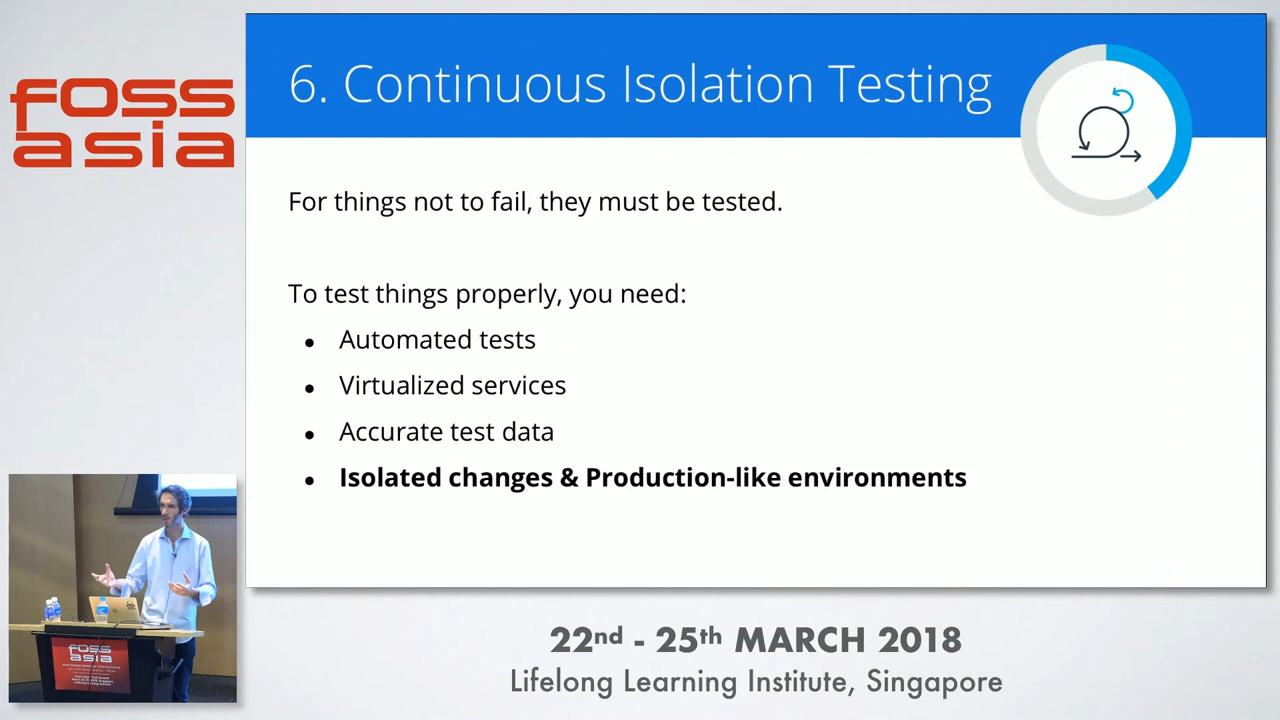 foss
asia
6. Continuous Isolation Testing
For things not to fail, they must be tested.
To test things properly, you need:
• Automated tests
• Virtualized services
• Accurate test data
• Isolated changes & Production-like environments
foss
asia
22nd - 25th MARCH 2018
Lifelong Learning Institute, Singapore